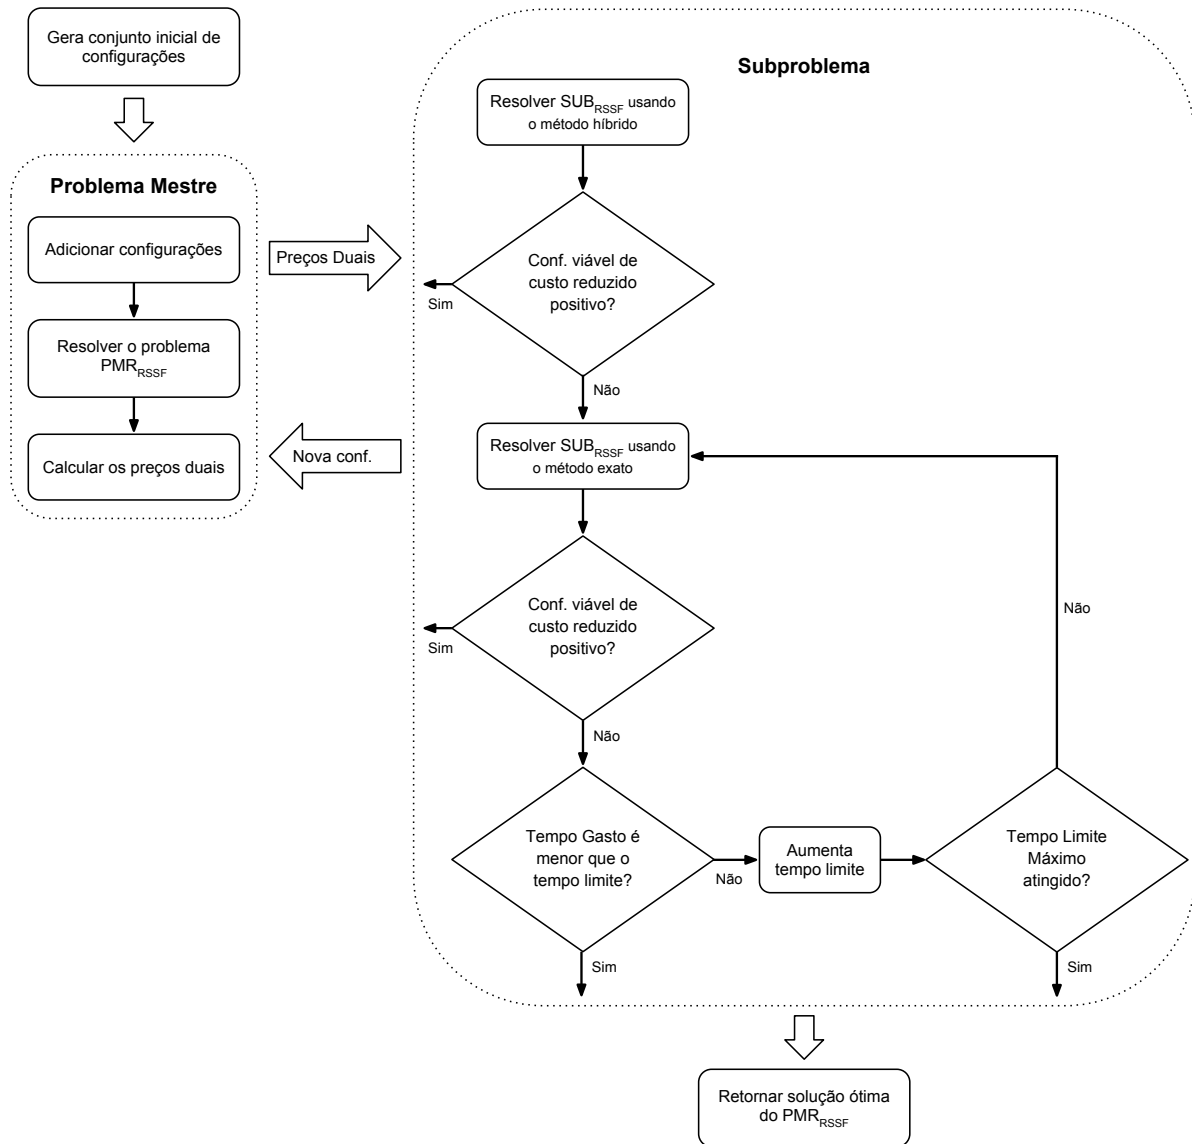 Gera conjunto inicial de
configurações
Problema Mestre
Adicionar configurações
Resolver o problema
PMR_RSSF
Calcular os preços duais
Preços Duais
Nova conf.
Subproblema
Resolver SUB_RSSF usando
o método híbrido
Conf. viável de
custo reduzido
positivo?
Sim
Não
Resolver SUB_RSSF usando
o método exato
Conf. viável de
custo reduzido
positivo?
Sim
Não
Tempo Gasto é
menor que o
tempo limite?
Não
Sim
Aumenta
tempo limite
Tempo Limite
Máximo
atingido?
Não
Sim
Retornar solução ótima
do PMR_RSSF